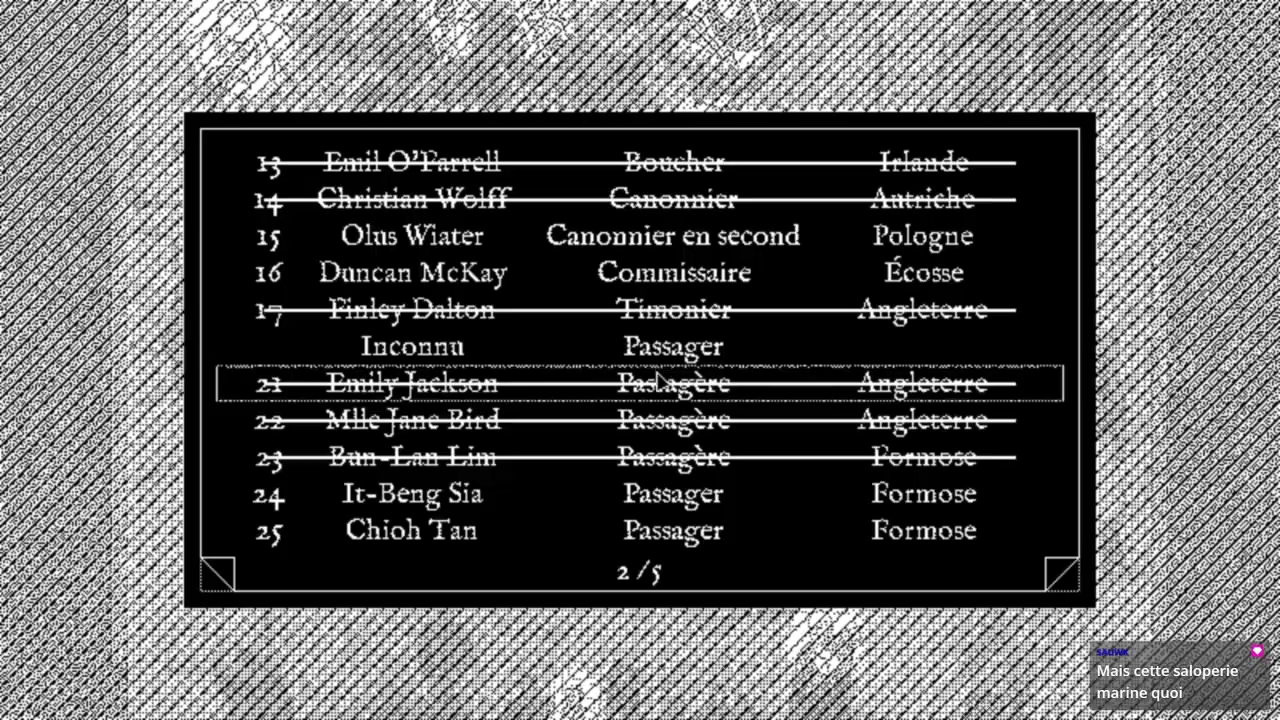 13 Emil O'Farrell Boucher Irlande
14 Christian Wolff Canonnier Autriche
15 Olus Wiater Canonnier en second Pologne
16 Duncan McKay Commissaire Écosse
17 Finley Dalton Timonier Angleterre
Inconnu Passager
21 Emily Jackson Passagère Angleterre
22 Mlle Jane Bird Passagère Angleterre
23 Bun-Lan Lim Passagère Formose
24 It-Beng Sia Passager Formose
25 Chioh Tan Passager Formose
2/5
SAUWK
Mais cette saloperie
marine quoi